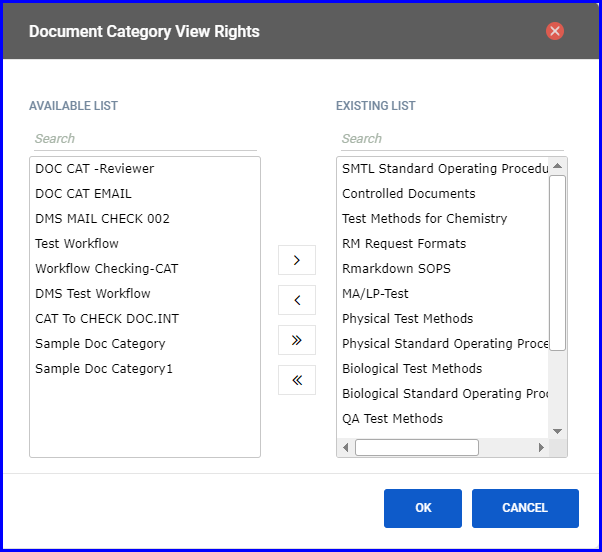 Document Category View Rights
AVAILABLE LIST
Search
DOC CAT -Reviewer
DOC CAT EMAIL
DMS MAIL CHECK 002
Test Workflow
Workflow Checking-CAT
DMS Test Workflow
CAT To CHECK DOC.INT
Sample Doc Category
Sample Doc Category1
EXISTING LIST
Search
SMTL Standard Operating Procedu
Controlled Documents
Test Methods for Chemistry
RM Request Formats
Rmarkdown SOPS
MA/LP-Test
Physical Test Methods
Physical Standard Operating Proce
Biological Test Methods
Biological Standard Operating Proc
QA Test Methods
OK
CANCEL